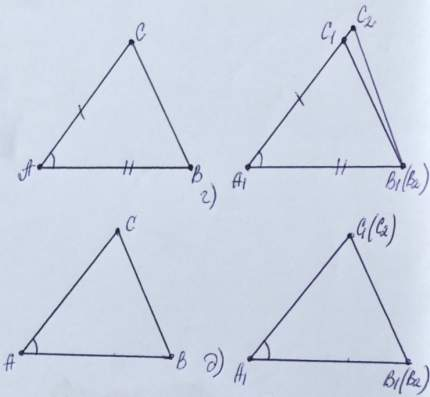 C C₁ C₂
A B A₁ B₁(B₂)
г)
C C₁(C₂)
A B д) A₁ B₁(B₂)